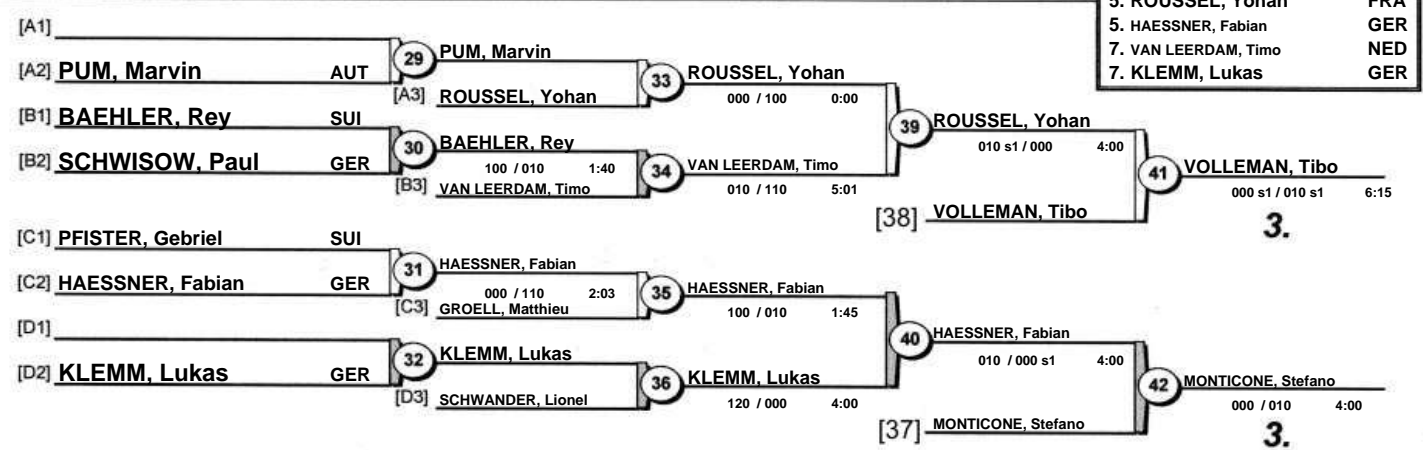 5. ROUSSEL, Yohan FRA
5. HAESSNER, Fabian GER
7. VAN LEERDAM, Timo NED
7. KLEMM, Lukas GER
[A1]
[A2] PUM, Marvin AUT
29 PUM, Marvin
[A3] ROUSSEL, Yohan
33 ROUSSEL, Yohan
000 / 100 0:00
[B1] BAEHLER, Rey SUI
[B2] SCHWISOW, Paul GER
30 BAEHLER, Rey
100 / 010 1:40
[B3] VAN LEERDAM, Timo
34 VAN LEERDAM, Timo
010 / 110 5:01
39 ROUSSEL, Yohan
010 s1 / 000 4:00
[38] VOLLEMAN, Tibo
41 VOLLEMAN, Tibo
000 s1 / 010 s1 6:15
3.
[C1] PFISTER, Gebriel SUI
[C2] HAESSNER, Fabian GER
31 HAESSNER, Fabian
000 / 110 2:03
[C3] GROELL, Matthieu
35 HAESSNER, Fabian
100 / 010 1:45
[D1]
[D2] KLEMM, Lukas GER
32 KLEMM, Lukas
[D3] SCHWANDER, Lionel
36 KLEMM, Lukas
120 / 000 4:00
40 HAESSNER, Fabian
010 / 000 s1 4:00
[37] MONTICONE, Stefano
42 MONTICONE, Stefano
000 / 010 4:00
3.